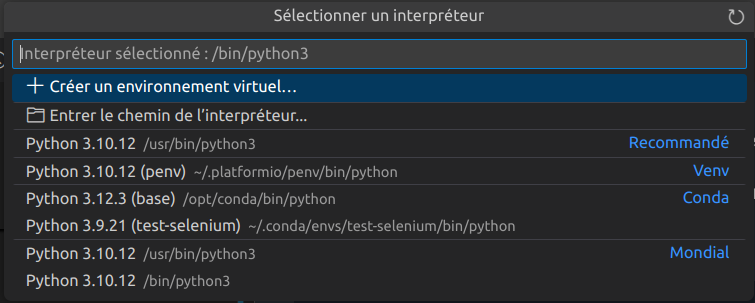 Sélectionner un interpréteur
Interpréteur sélectionné : /bin/python3
Créer un environnement virtuel...
Entrer le chemin de l’interpréteur...
Python 3.10.12 /usr/bin/python3 Recommandé
Python 3.10.12 (penv) ~/.platformio/penv/bin/python Venv
Python 3.12.3 (base) /opt/conda/bin/python Conda
Python 3.9.21 (test-selenium) ~/.conda/envs/test-selenium/bin/python
Python 3.10.12 /usr/bin/python3 Mondial
Python 3.10.12 /bin/python3